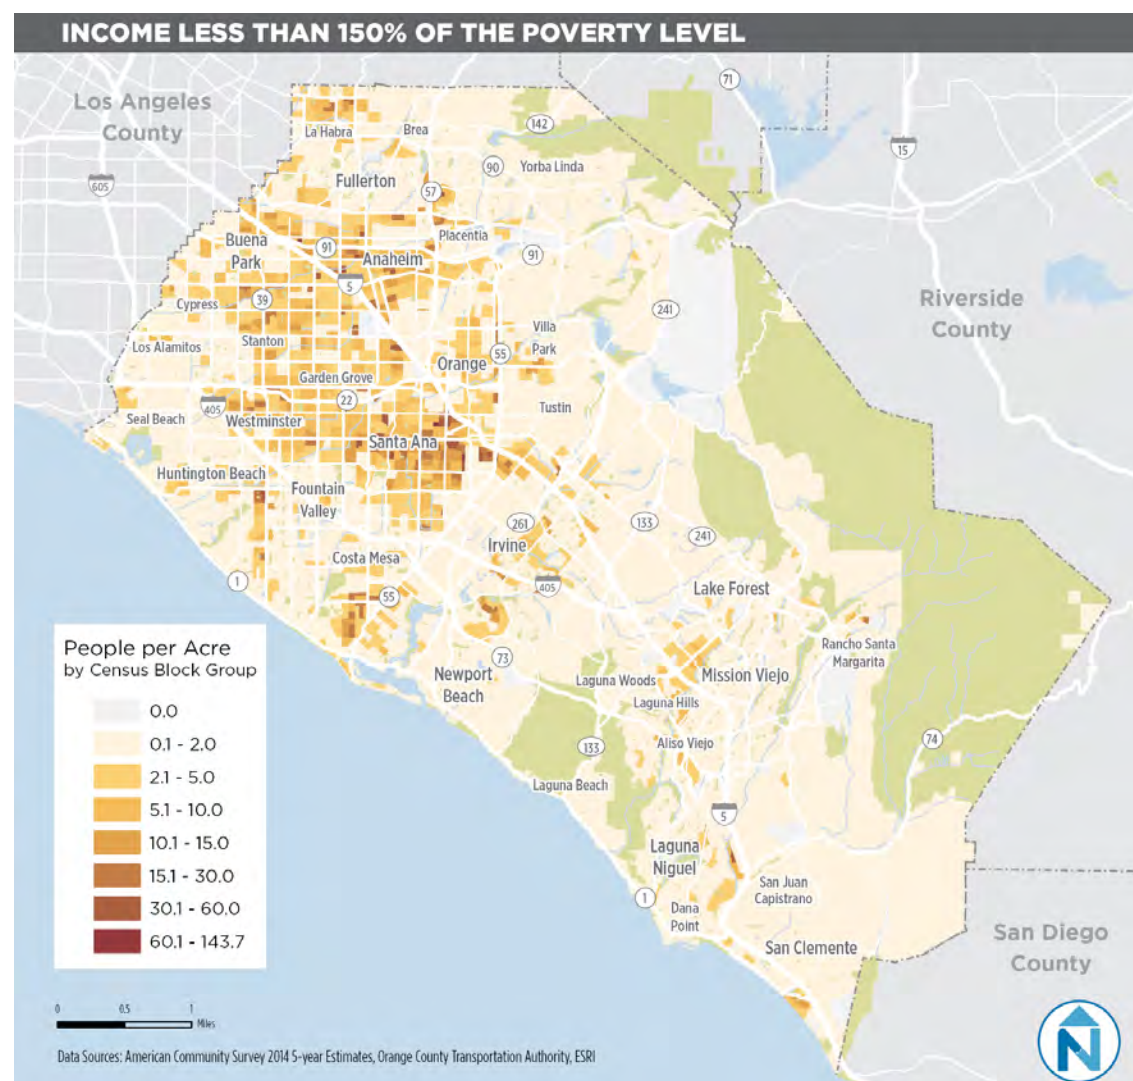 INCOME LESS THAN 150% OF THE POVERTY LEVEL
Los Angeles
County
71
142
La Habra
Brea
15
605
90
Yorba Linda
Fullerton
57
Buena
Park
91
Placentia
Anaheim
91
5
Cypress
39
Riverside
County
241
Los Alamitos
Stanton
Villa
Park
55
Orange
Garden Grove
22
Seal Beach
405
Westminster
Tustin
Santa Ana
Huntington Beach
Fountain
Valley
261
133
241
Irvine
Costa Mesa
1
405
55
Lake Forest
Rancho Santa
Margarita
73
Newport
Beach
Laguna Woods
Mission Viejo
Laguna Hills
133
Aliso Viejo
74
Laguna Beach
5
Laguna
Niguel
San Juan
Capistrano
1
Dana
Point
San Clemente
San Diego
County
People per Acre
by Census Block Group
0.0
0.1 - 2.0
2.1 - 5.0
5.1 - 10.0
10.1 - 15.0
15.1 - 30.0
30.1 - 60.0
60.1 - 143.7
0 0.5 1
Miles
Data Sources: American Community Survey 2014 5-year Estimates, Orange County Transportation Authority, ESRI
N